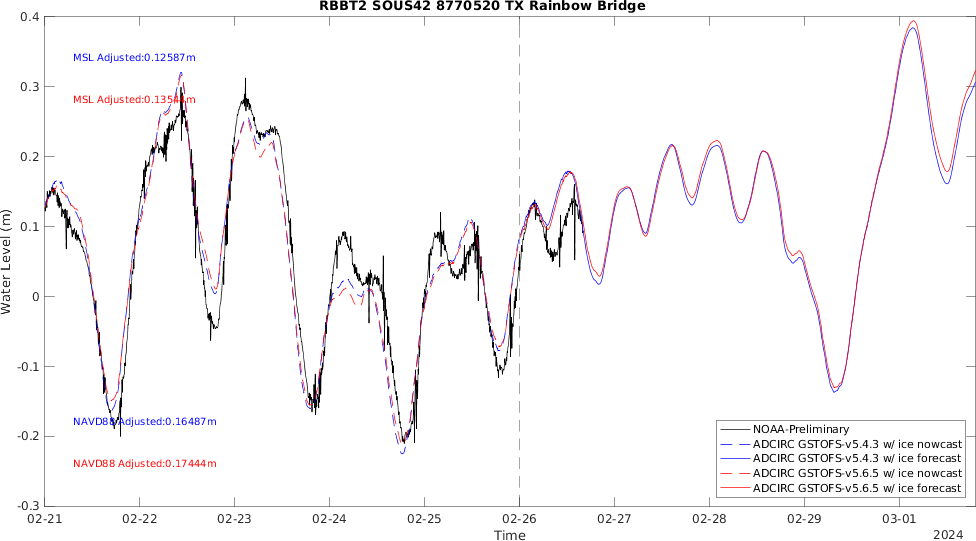 RBBT2 SOUS42 8770520 TX Rainbow Bridge
0.4
0.3
0.2
0.1
0
-0.1
-0.2
-0.3
Water Level (m)
MSL Adjusted:0.12587m
MSL Adjusted:0.1354 m
NAVD88 Adjusted:0.16487m
NAVD88 Adjusted:0.17444m
NOAA-Preliminary
ADCIRC GSTOFS-v5.4.3 w/ ice nowcast
ADCIRC GSTOFS-v5.4.3 w/ ice forecast
ADCIRC GSTOFS-v5.6.5 w/ ice nowcast
ADCIRC GSTOFS-v5.6.5 w/ ice forecast
02-21 02-22 02-23 02-24 02-25 02-26 02-27 02-28 02-29 03-01
Time
2024